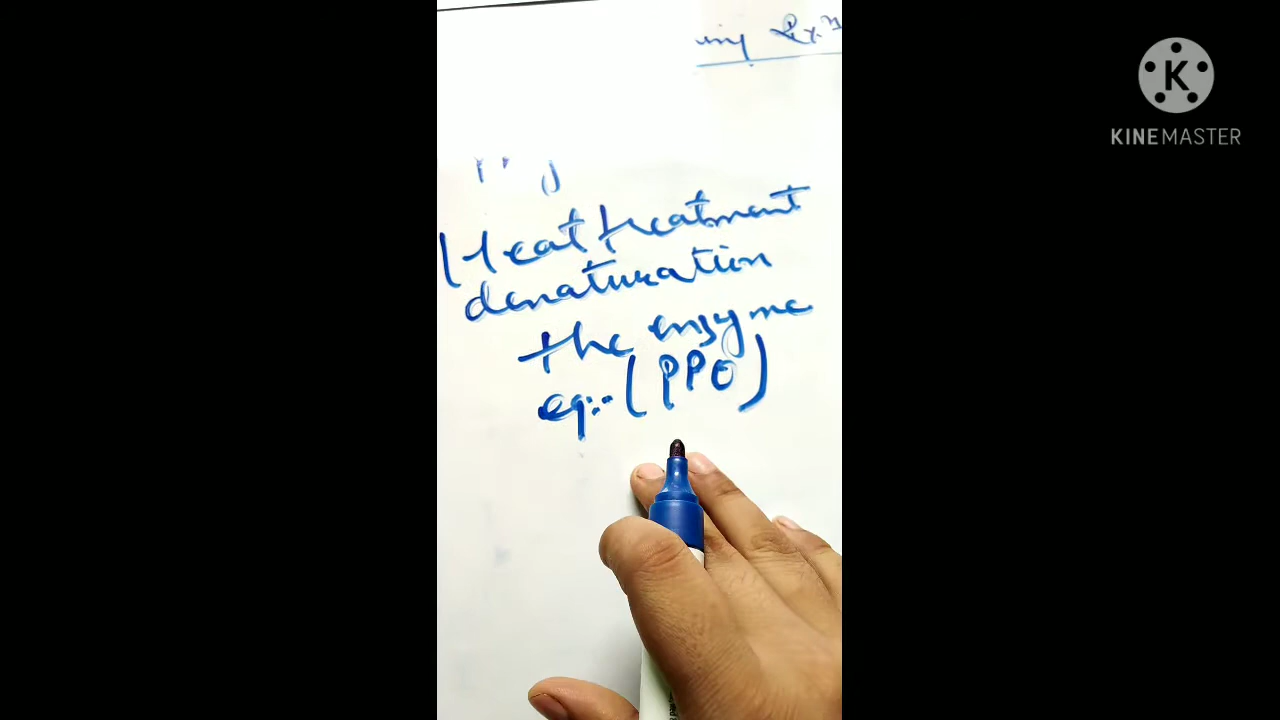 Heat treatment
denaturation
the enzyme
eg:- (PPO)
K
KINEMASTER